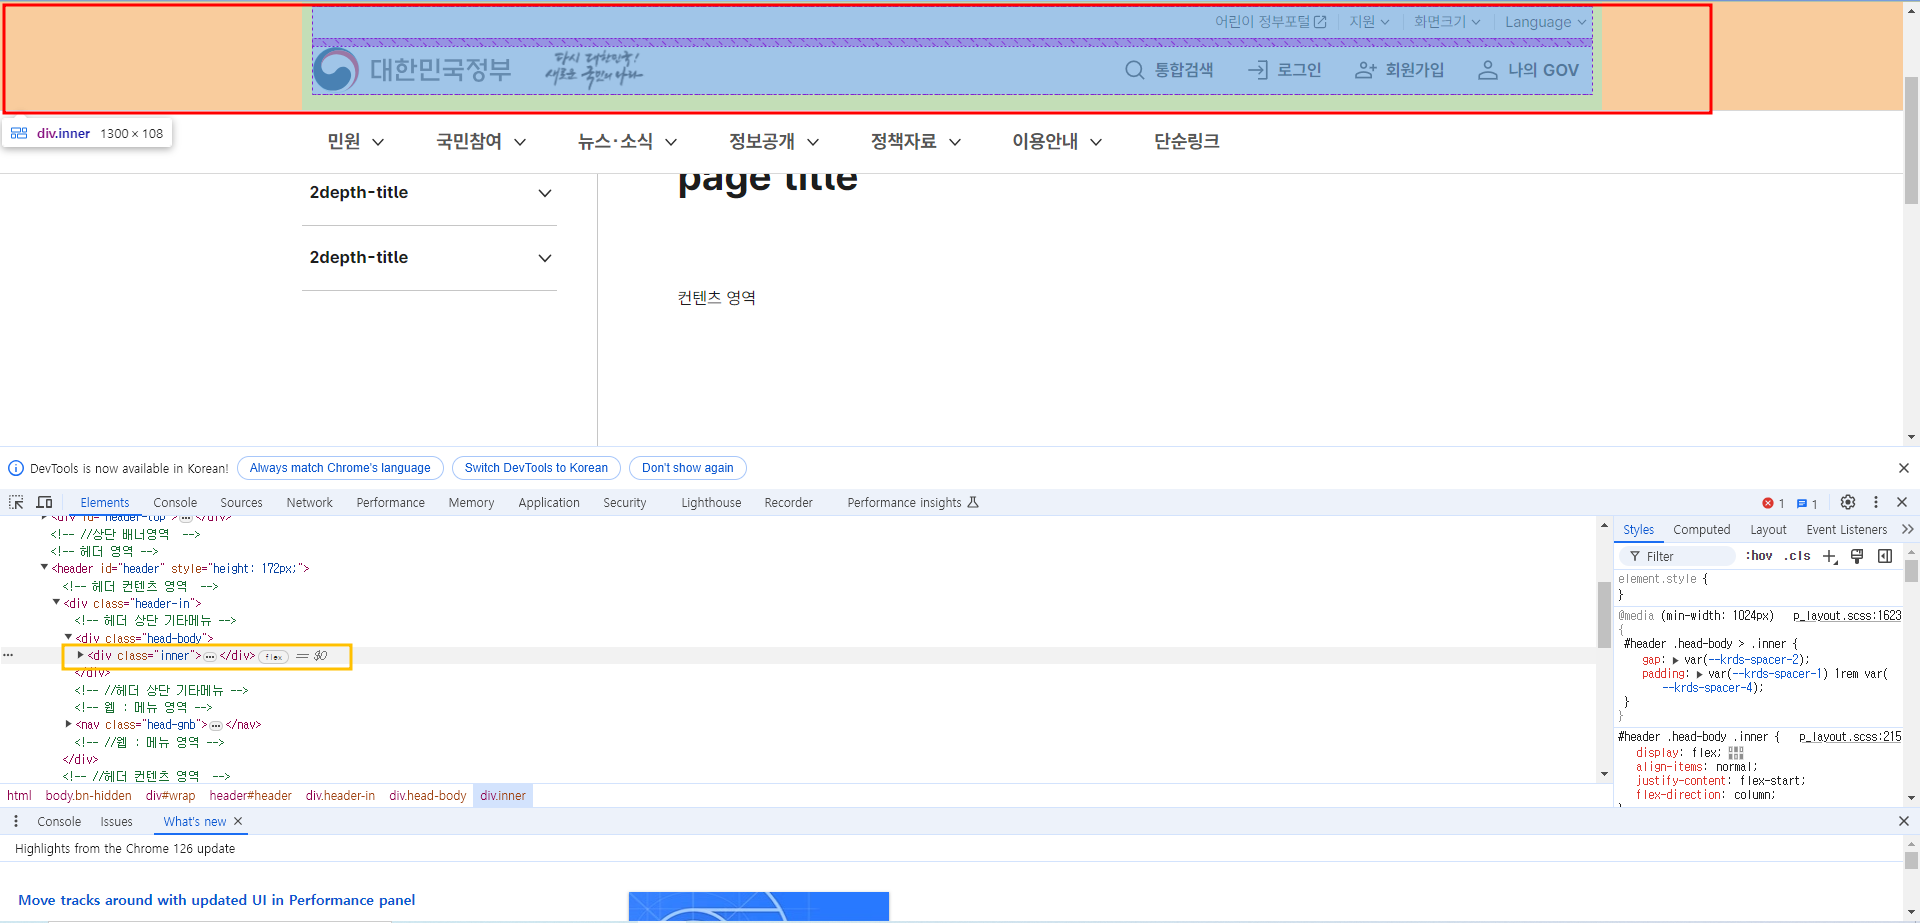 어린이 정부포털 지원 화면크기 Language
대한민국정부 다시 대한민국! 새로운 국민의 나라 통합검색 로그인 회원가입 나의 GOV
div.inner 1300 × 108
민원 국민참여 뉴스·소식 정보공개 정책자료 이용안내 단순링크
page title
2depth-title
2depth-title
컨텐츠 영역
DevTools is now available in Korean! Always match Chrome's language Switch DevTools to Korean Don't show again
Elements Console Sources Network Performance Memory Application Security Lighthouse Recorder Performance insights 1 1
<div id="header-top">…</div>
<!-- //상단 배너영역 -->
<!-- 헤더 영역 -->
<header id="header" style="height: 172px;">
<!-- 헤더 컨텐츠 영역 -->
<div class="header-in">
<!-- 헤더 상단 기타메뉴 -->
<div class="head-body">
<div class="inner">…</div> flex == $0
</div>
<!-- //헤더 상단 기타메뉴 -->
<!-- 웹 : 메뉴 영역 -->
<nav class="head-gnb">…</nav>
<!-- //웹 : 메뉴 영역 -->
</div>
<!-- //헤더 컨텐츠 영역 -->
html body.bn-hidden div#wrap header#header div.header-in div.head-body div.inner
Styles Computed Layout Event Listeners
Filter :hov .cls
element.style {
}
@media (min-width: 1024px) p_layout.scss:1623
{
#header .head-body > .inner {
gap: var(--krds-spacer-2);
padding: var(--krds-spacer-1) 1rem var(
--krds-spacer-4);
}
}
#header .head-body .inner { p_layout.scss:215
display: flex;
align-items: normal;
justify-content: flex-start;
flex-direction: column;
}
Console Issues What's new
Highlights from the Chrome 126 update
Move tracks around with updated UI in Performance panel